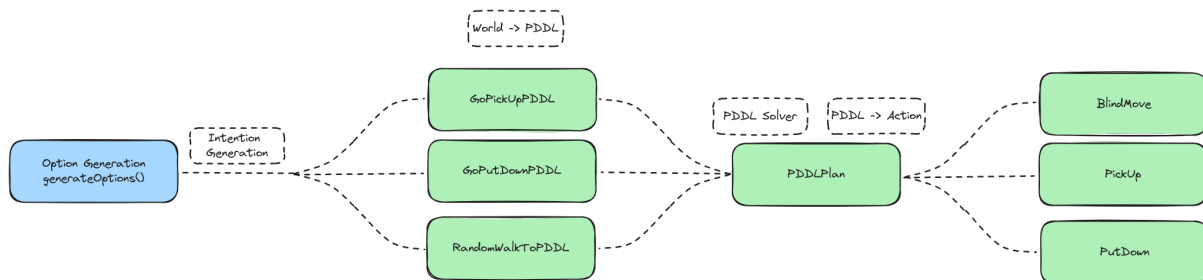 World -> PDDL
GoPickUpPDDL
BlindMove
PDDL Solver
PDDL -> Action
Intention
Generation
Option Generation
generateOptions()
GoPutDownPDDL
PDDLPlan
PickUp
RandomWalkToPDDL
PutDown